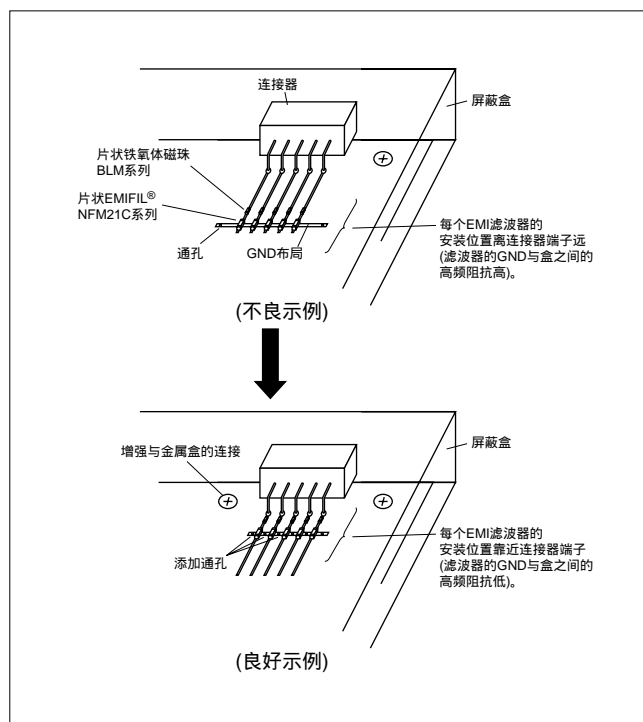 连接器
屏蔽盒
片状铁氧体磁珠
BLM系列
片状EMIFIL®
NFM21C系列
通孔
GND布局
每个EMI滤波器的
安装位置离连接器端子远
(滤波器的GND与盒之间的
高频阻抗高)。
(不良示例)
增强与金属盒的连接
屏蔽盒
添加通孔
每个EMI滤波器的
安装位置靠近连接器端子
(滤波器的GND与盒之间的
高频阻抗低)。
(良好示例)